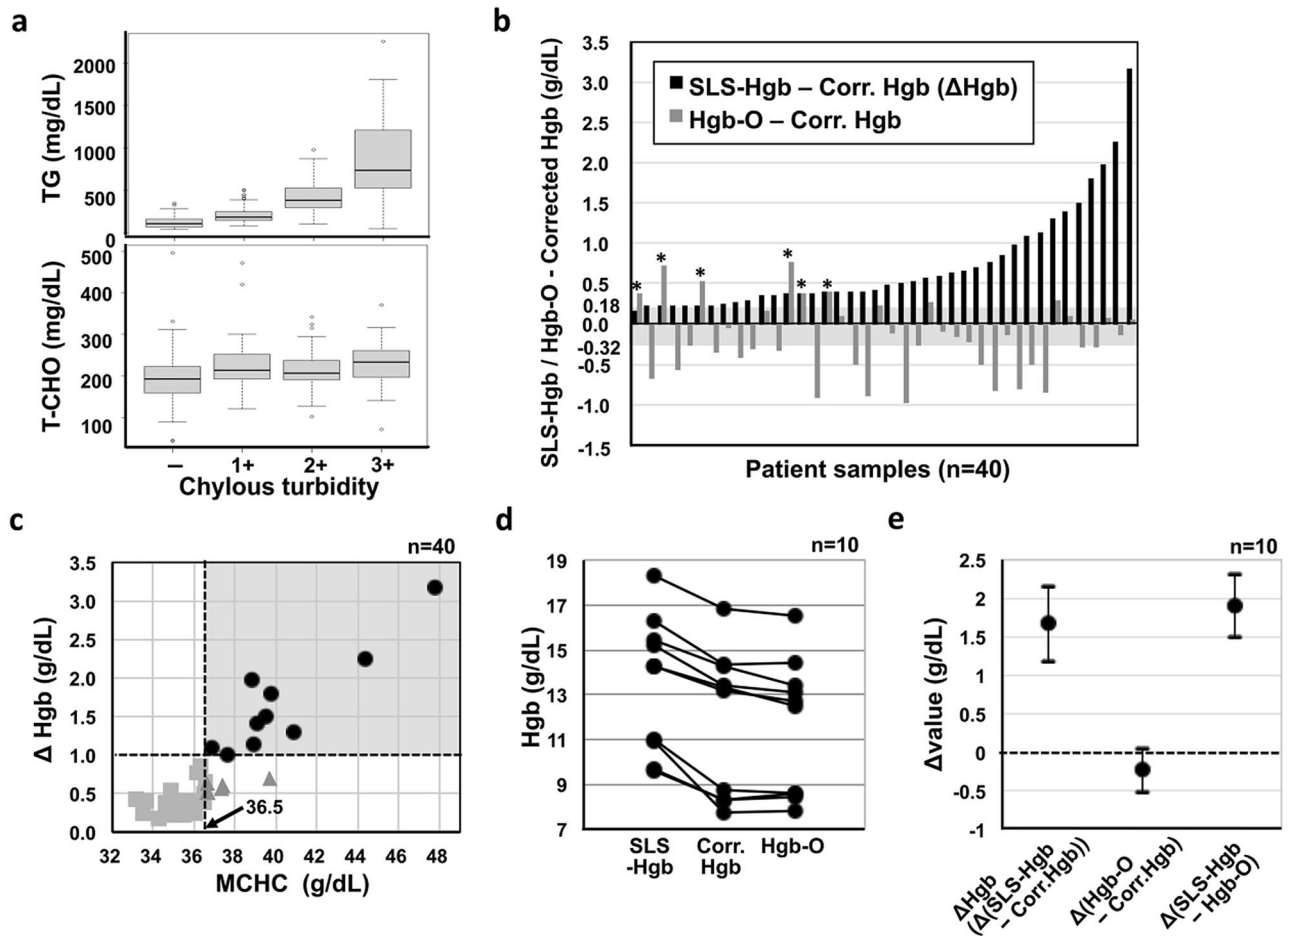 a
TG (mg/dL)
2000
1500
1000
500
0
T-CHO (mg/dL)
500
400
300
200
100
– 1+ 2+ 3+
Chylous turbidity
b
SLS-Hgb / Hgb-O - Corrected Hgb (g/dL)
3.5
3.0
2.5
2.0
1.5
1.0
0.5
0.18
0.0
-0.32
-0.5
-1.0
-1.5
SLS-Hgb – Corr. Hgb (ΔHgb)
Hgb-O – Corr. Hgb
* * * * * *
Patient samples (n=40)
c
n=40
Δ Hgb (g/dL)
3.5
3.0
2.5
2.0
1.5
1.0
0.5
0.0
36.5
32 34 36 38 40 42 44 46 48
MCHC (g/dL)
d
n=10
Hgb (g/dL)
19
17
15
13
11
9
7
SLS
-Hgb
Corr.
Hgb
Hgb-O
e
n=10
Δvalue (g/dL)
2.5
2
1.5
1
0.5
0
-0.5
-1
ΔHgb
(Δ(SLS-Hgb
– Corr.Hgb))
Δ(Hgb-O
– Corr.Hgb)
Δ(SLS-Hgb
– Hgb-O)